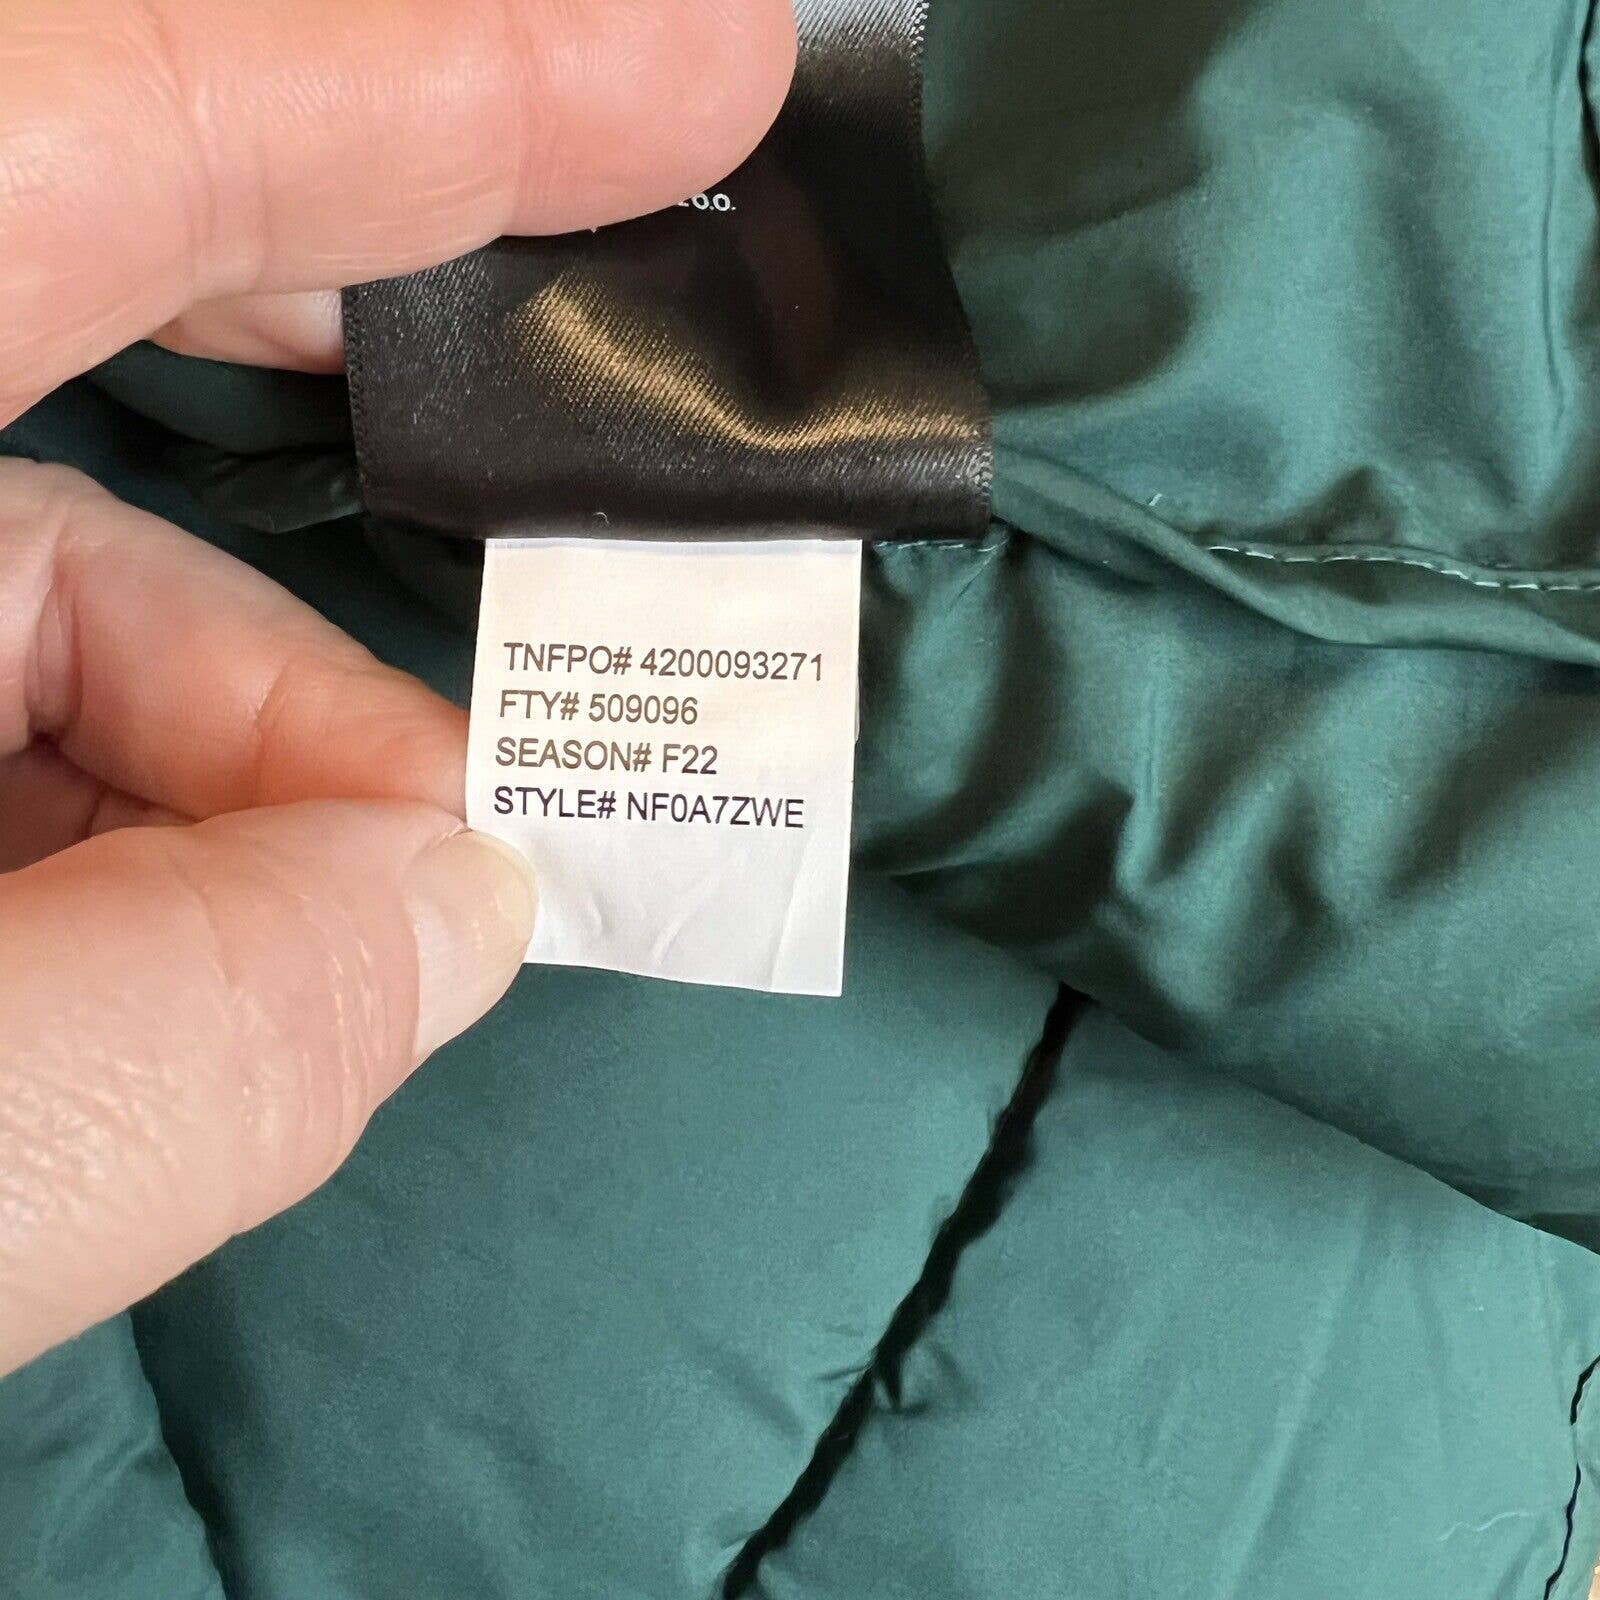 o.o.
TNFPO# 4200093271
FTY# 509096
SEASON# F22
STYLE# NF0A7ZWE